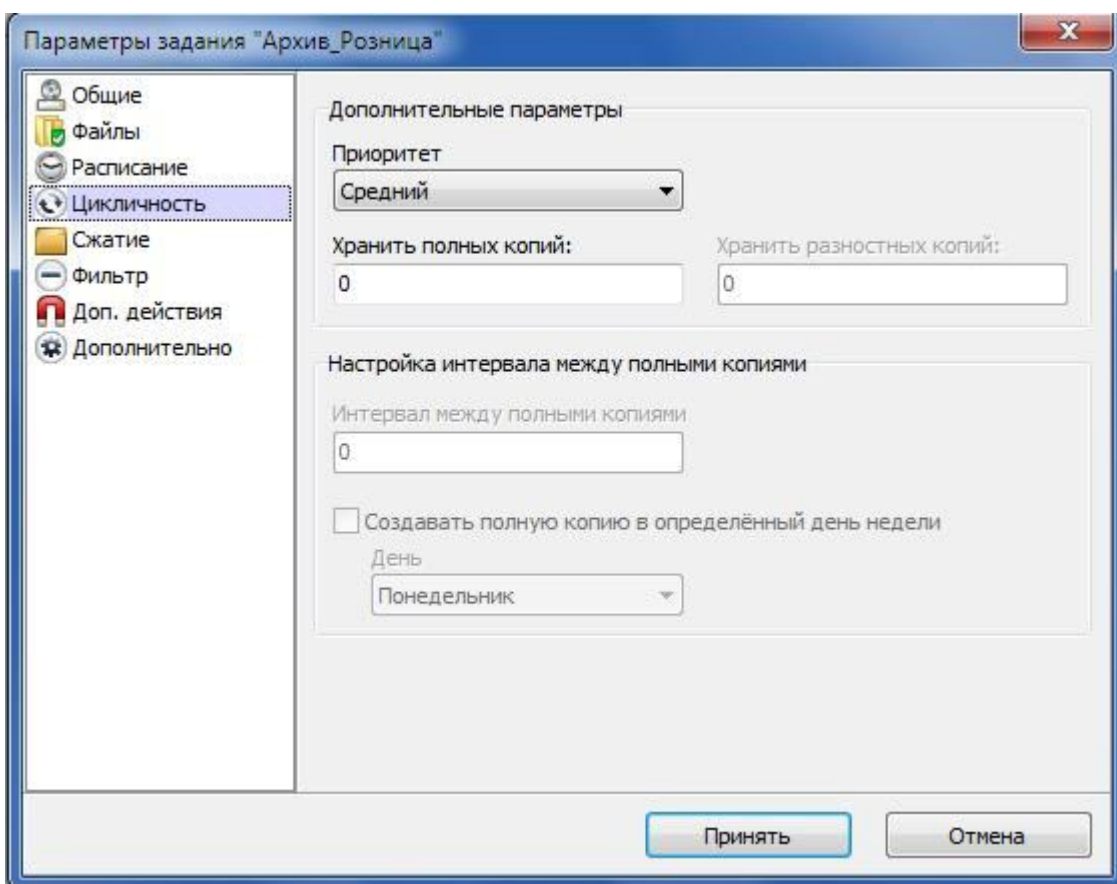 Параметры задания "Архив_Розница"
Общие
Файлы
Расписание
Цикличность
Сжатие
Фильтр
Доп. действия
Дополнительно
Дополнительные параметры
Приоритет
Средний
Хранить полных копий:
Хранить разностных копий:
0
0
Настройка интервала между полными копиями
Интервал между полными копиями
0
Создавать полную копию в определённый день недели
День
Понедельник
Принять
Отмена